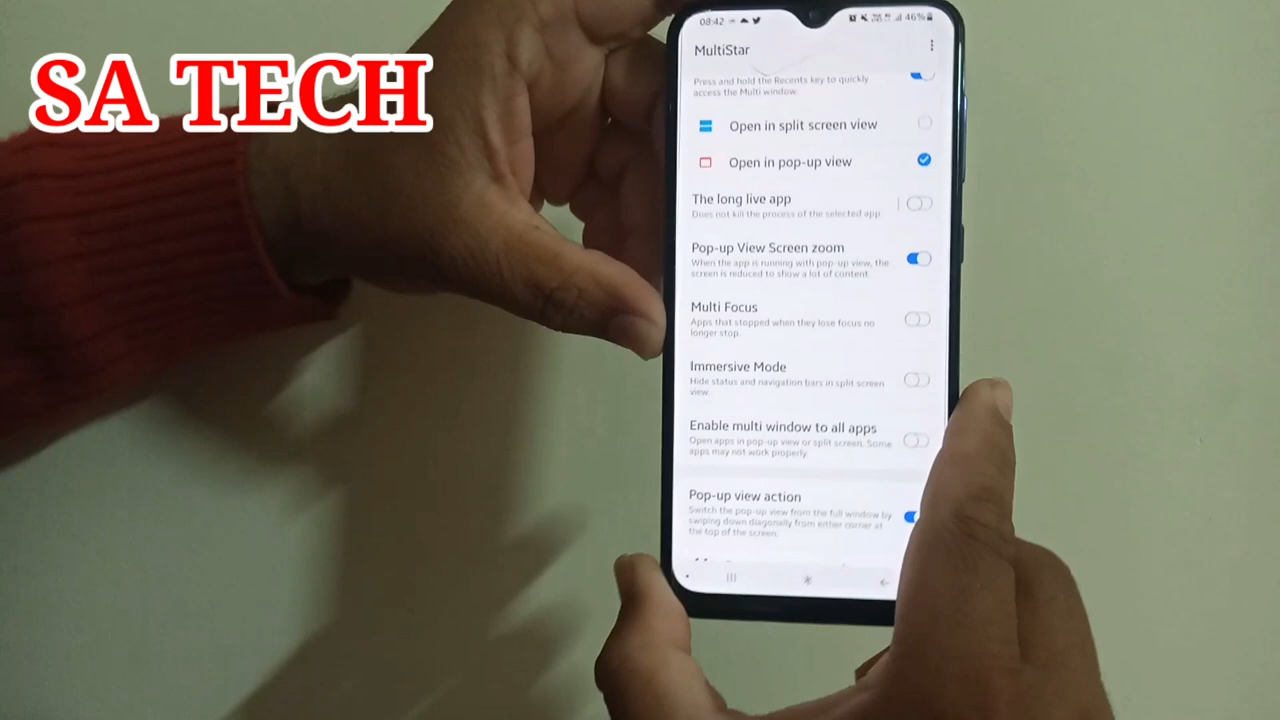 SA TECH
08:42
46%
MultiStar
Press and hold the Recents key to quickly
access the Multi window.
Open in split screen view
Open in pop-up view
The long live app
Does not kill the process of the selected app.
Pop-up View Screen zoom
When the app is running with pop-up view, the
screen is reduced to show a lot of content.
Multi Focus
Apps that stopped when they lose focus no
longer stop.
Immersive Mode
Hide status and navigation bars in split screen
view.
Enable multi window to all apps
Open apps in pop-up view or split screen. Some
apps may not work properly.
Pop-up view action
Switch the pop-up view from the full window by
swiping down diagonally from either corner at
the top of the screen.